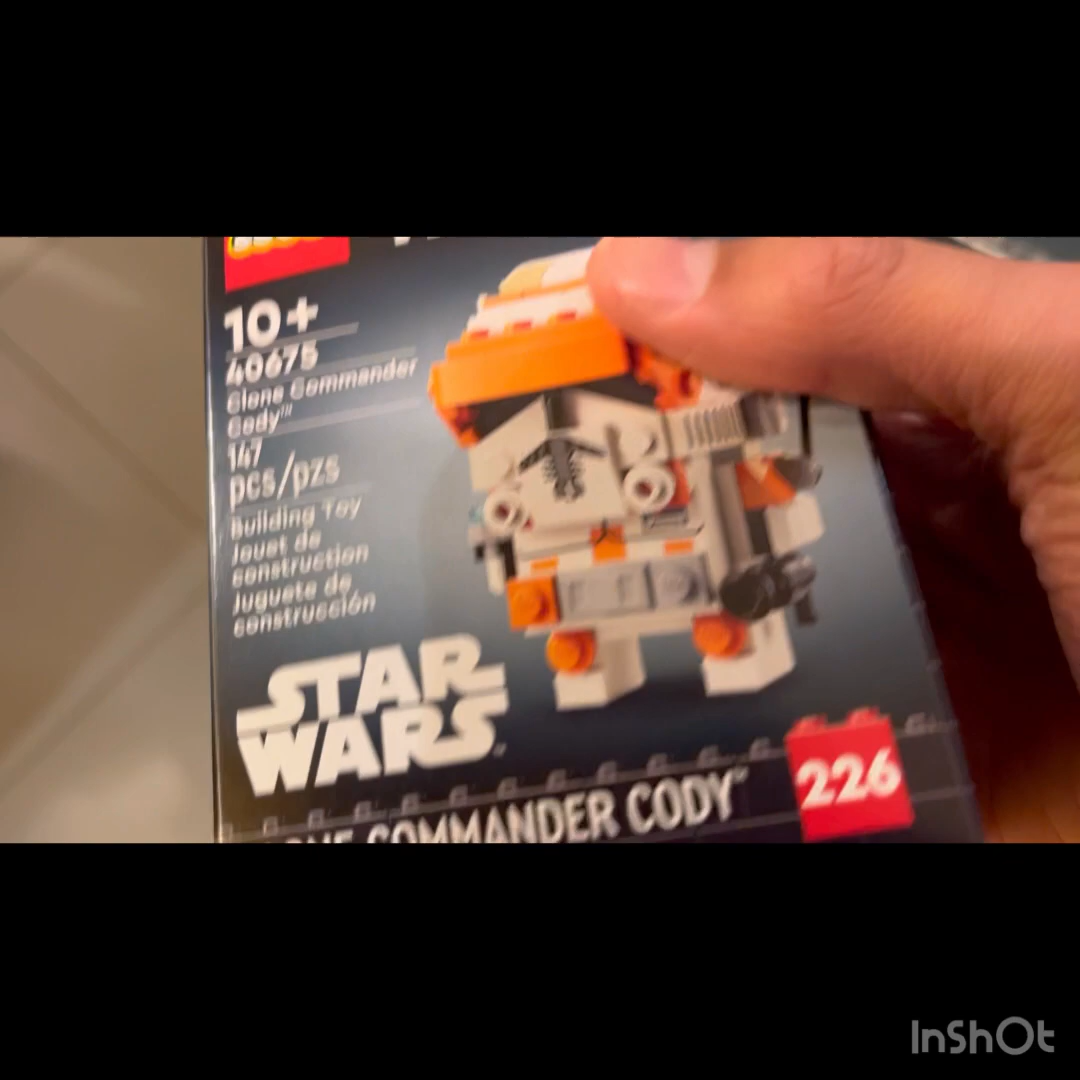 10+
40675
Clone Commander
Cody™
147
pcs/pzs
Building Toy
Jouet de
construction
Juguete de
construcción
STAR
WARS
COMMANDER CODY™
226
InShOt